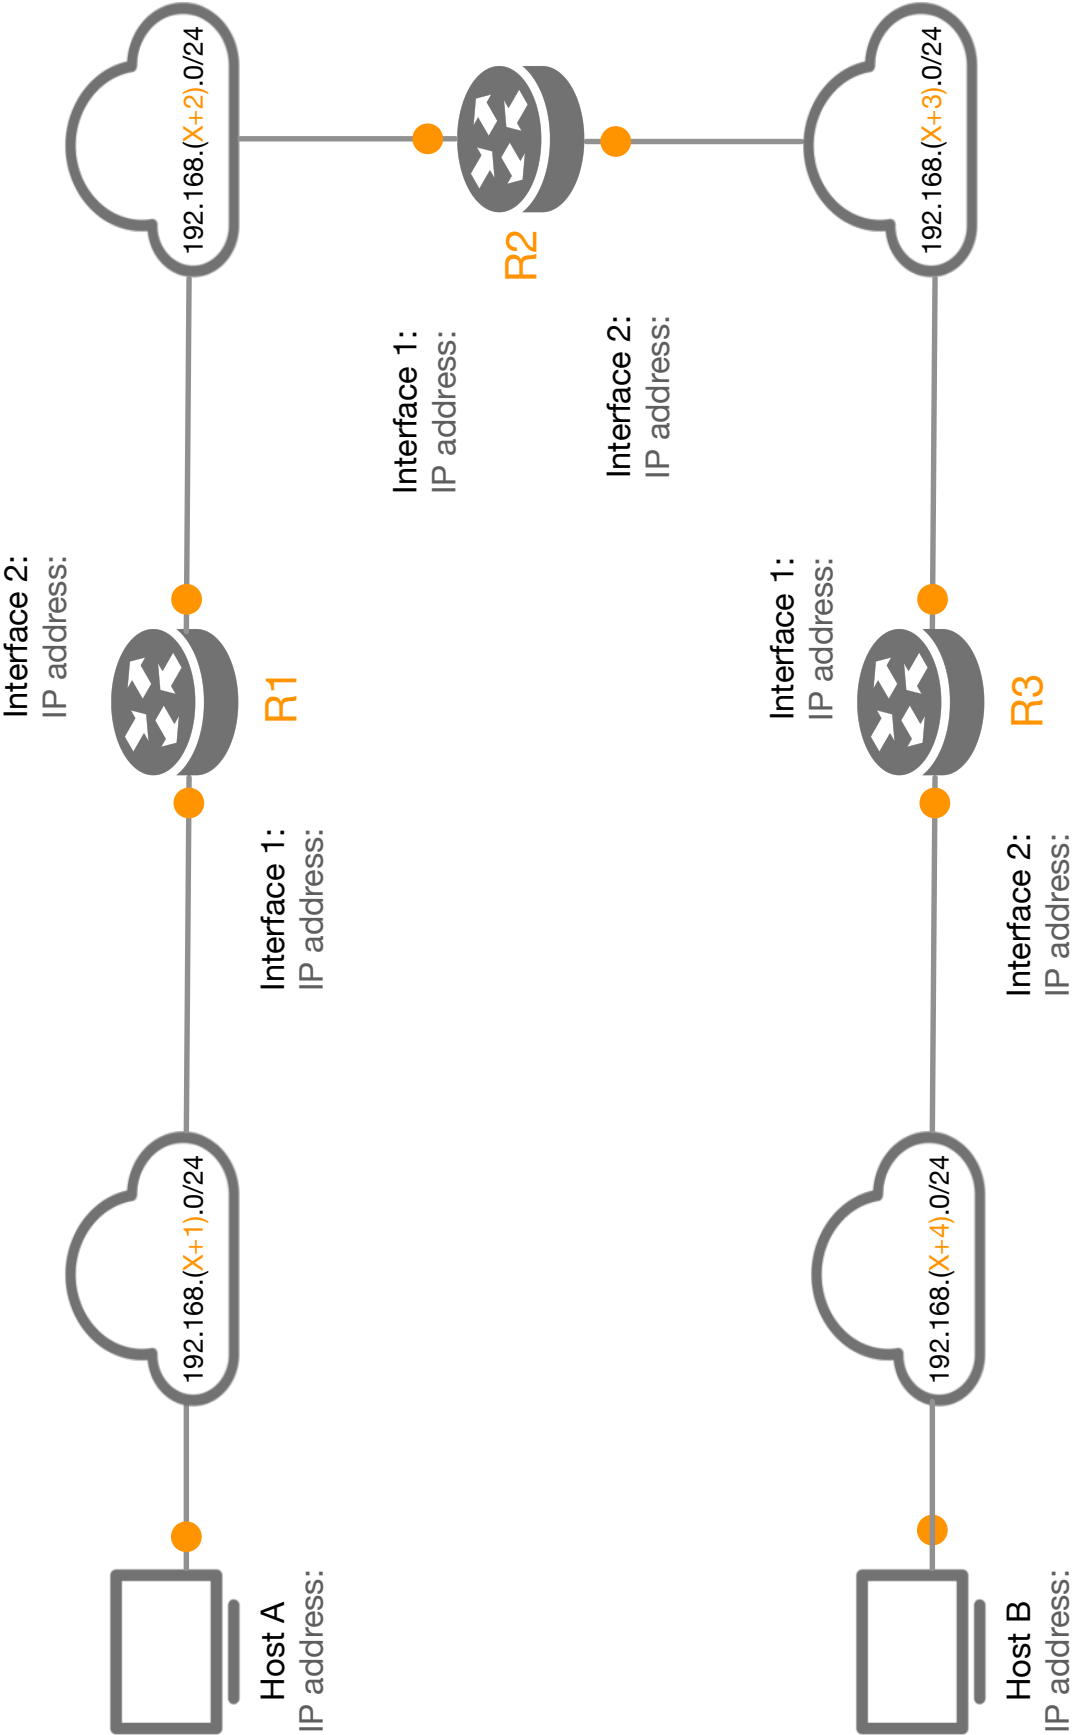 Interface 2:
IP address:
192.168.(X+1).0/24
192.168.(X+2).0/24
Host A
IP address:
Interface 1:
IP address:
R1
Interface 1:
IP address:
R2
Interface 2:
IP address:
Interface 1:
IP address:
192.168.(X+4).0/24
192.168.(X+3).0/24
Host B
IP address:
Interface 2:
IP address:
R3